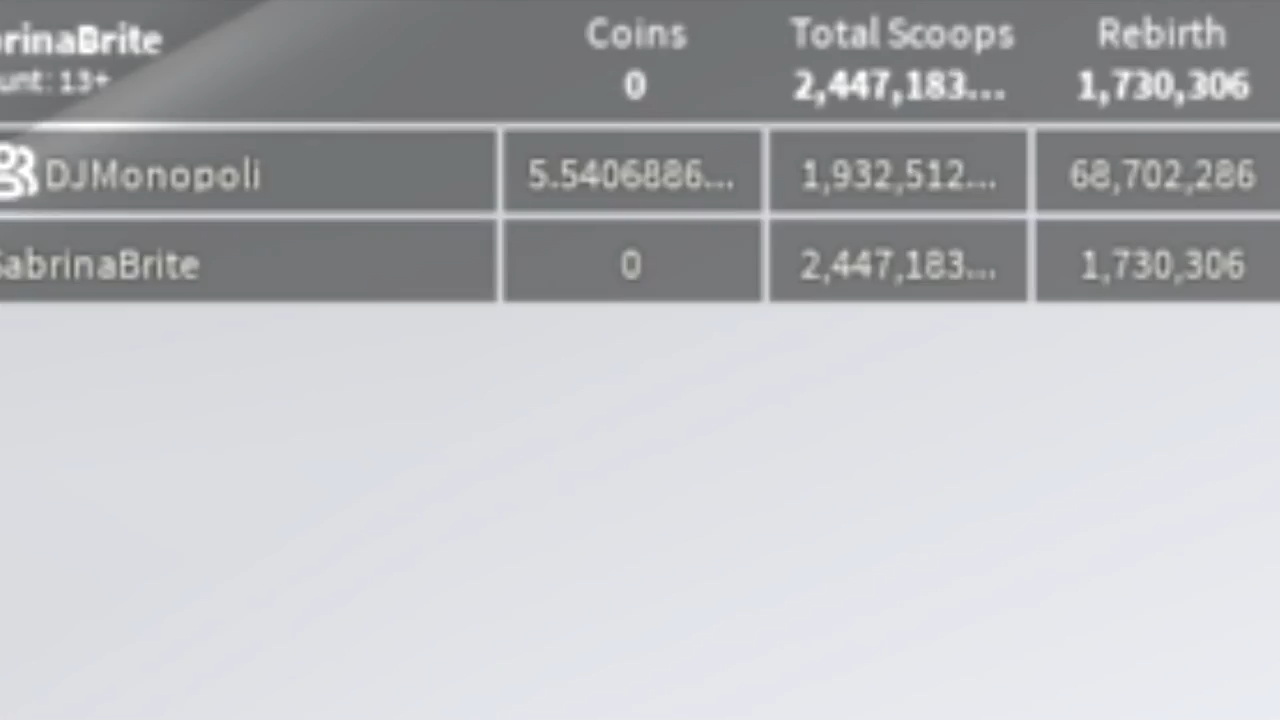 rinaBrite Coins Total Scoops Rebirth
unt: 13+ 0 2,447,183... 1,730,306
DJMonopoli 5.5406886... 1,932,512... 68,702,286
SabrinaBrite 0 2,447,183... 1,730,306